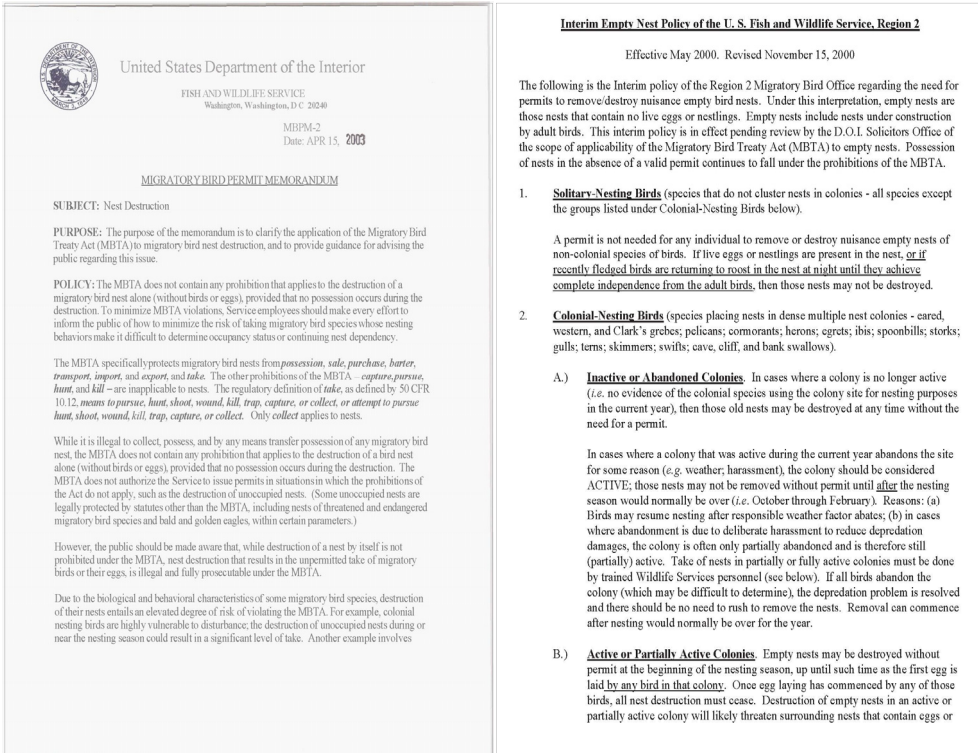 U.S. DEPARTMENT OF THE INTERIOR
MARCH 3, 1849
United States Department of the Interior
FISH AND WILDLIFE SERVICE
Washington, Washington, D C 20240
MBPM-2
Date: APR 15, 2003
MIGRATORY BIRD PERMIT MEMORANDUM
SUBJECT: Nest Destruction
PURPOSE: The purpose of the memorandum is to clarify the application of the Migratory Bird
Treaty Act (MBTA) to migratory bird nest destruction, and to provide guidance for advising the
public regarding this issue.
POLICY: The MBTA does not contain any prohibition that applies to the destruction of a
migratory bird nest alone (without birds or eggs), provided that no possession occurs during the
destruction. To minimize MBTA violations, Service employees should make every effort to
inform the public of how to minimize the risk of taking migratory bird species whose nesting
behaviors make it difficult to determine occupancy status or continuing nest dependency.
The MBTA specifically protects migratory bird nests from possession, sale, purchase, barter,
transport, import, and export, and take. The other prohibitions of the MBTA – capture, pursue,
hunt, and kill – are inapplicable to nests. The regulatory definition of take, as defined by 50 CFR
10.12, means to pursue, hunt, shoot, wound, kill, trap, capture, or collect, or attempt to pursue
hunt, shoot, wound, kill, trap, capture, or collect. Only collect applies to nests.
While it is illegal to collect, possess, and by any means transfer possession of any migratory bird
nest, the MBTA does not contain any prohibition that applies to the destruction of a bird nest
alone (without birds or eggs), provided that no possession occurs during the destruction. The
MBTA does not authorize the Service to issue permits in situations in which the prohibitions of
the Act do not apply, such as the destruction of unoccupied nests. (Some unoccupied nests are
legally protected by statutes other than the MBTA, including nests of threatened and endangered
migratory bird species and bald and golden eagles, within certain parameters.)
However, the public should be made aware that, while destruction of a nest by itself is not
prohibited under the MBTA, nest destruction that results in the unpermitted take of migratory
birds or their eggs, is illegal and fully prosecutable under the MBTA.
Due to the biological and behavioral characteristics of some migratory bird species, destruction
of their nests entails an elevated degree of risk of violating the MBTA. For example, colonial
nesting birds are highly vulnerable to disturbance; the destruction of unoccupied nests during or
near the nesting season could result in a significant level of take. Another example involves
Interim Empty Nest Policy of the U. S. Fish and Wildlife Service, Region 2
Effective May 2000. Revised November 15, 2000
The following is the Interim policy of the Region 2 Migratory Bird Office regarding the need for
permits to remove/destroy nuisance empty bird nests. Under this interpretation, empty nests are
those nests that contain no live eggs or nestlings. Empty nests include nests under construction
by adult birds. This interim policy is in effect pending review by the D.O.I. Solicitors Office of
the scope of applicability of the Migratory Bird Treaty Act (MBTA) to empty nests. Possession
of nests in the absence of a valid permit continues to fall under the prohibitions of the MBTA.
1. Solitary-Nesting Birds (species that do not cluster nests in colonies - all species except
the groups listed under Colonial-Nesting Birds below).
A permit is not needed for any individual to remove or destroy nuisance empty nests of
non-colonial species of birds. If live eggs or nestlings are present in the nest, or if
recently fledged birds are returning to roost in the nest at night until they achieve
complete independence from the adult birds, then those nests may not be destroyed.
2. Colonial-Nesting Birds (species placing nests in dense multiple nest colonies - eared,
western, and Clark's grebes; pelicans; cormorants; herons; egrets; ibis; spoonbills; storks;
gulls; terns; skimmers; swifts; cave, cliff, and bank swallows).
A.) Inactive or Abandoned Colonies. In cases where a colony is no longer active
(i.e. no evidence of the colonial species using the colony site for nesting purposes
in the current year), then those old nests may be destroyed at any time without the
need for a permit.
In cases where a colony that was active during the current year abandons the site
for some reason (e.g. weather; harassment), the colony should be considered
ACTIVE; those nests may not be removed without permit until after the nesting
season would normally be over (i.e. October through February). Reasons: (a)
Birds may resume nesting after responsible weather factor abates; (b) in cases
where abandonment is due to deliberate harassment to reduce depredation
damages, the colony is often only partially abandoned and is therefore still
(partially) active. Take of nests in partially or fully active colonies must be done
by trained Wildlife Services personnel (see below). If all birds abandon the
colony (which may be difficult to determine), the depredation problem is resolved
and there should be no need to rush to remove the nests. Removal can commence
after nesting would normally be over for the year.
B.) Active or Partially Active Colonies. Empty nests may be destroyed without
permit at the beginning of the nesting season, up until such time as the first egg is
laid by any bird in that colony. Once egg laying has commenced by any of those
birds, all nest destruction must cease. Destruction of empty nests in an active or
partially active colony will likely threaten surrounding nests that contain eggs or